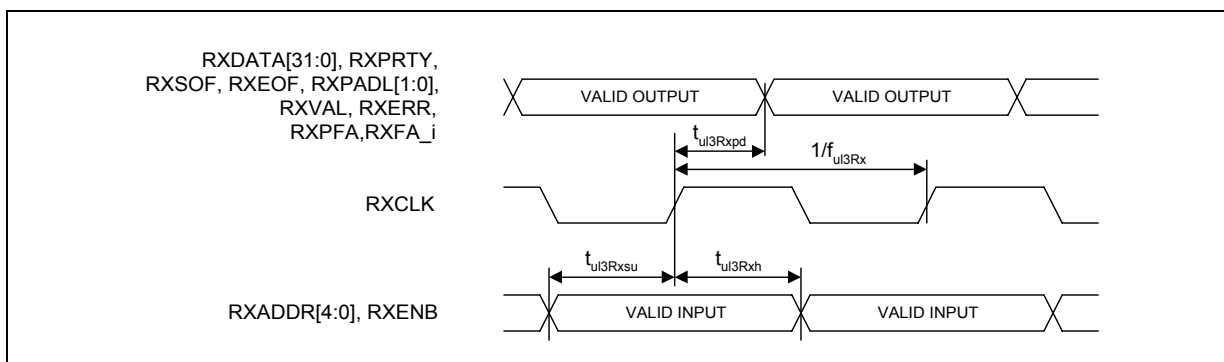 RXDATA[31:0], RXPRTY,
RXSOF, RXEOF, RXPADL[1:0],
RXVAL, RXERR,
RXPFA,RXFA_i
VALID OUTPUT
VALID OUTPUT
tul3Rxpd
1/ful3Rx
RXCLK
tul3Rxsu
tul3Rxh
RXADDR[4:0], RXENB
VALID INPUT
VALID INPUT